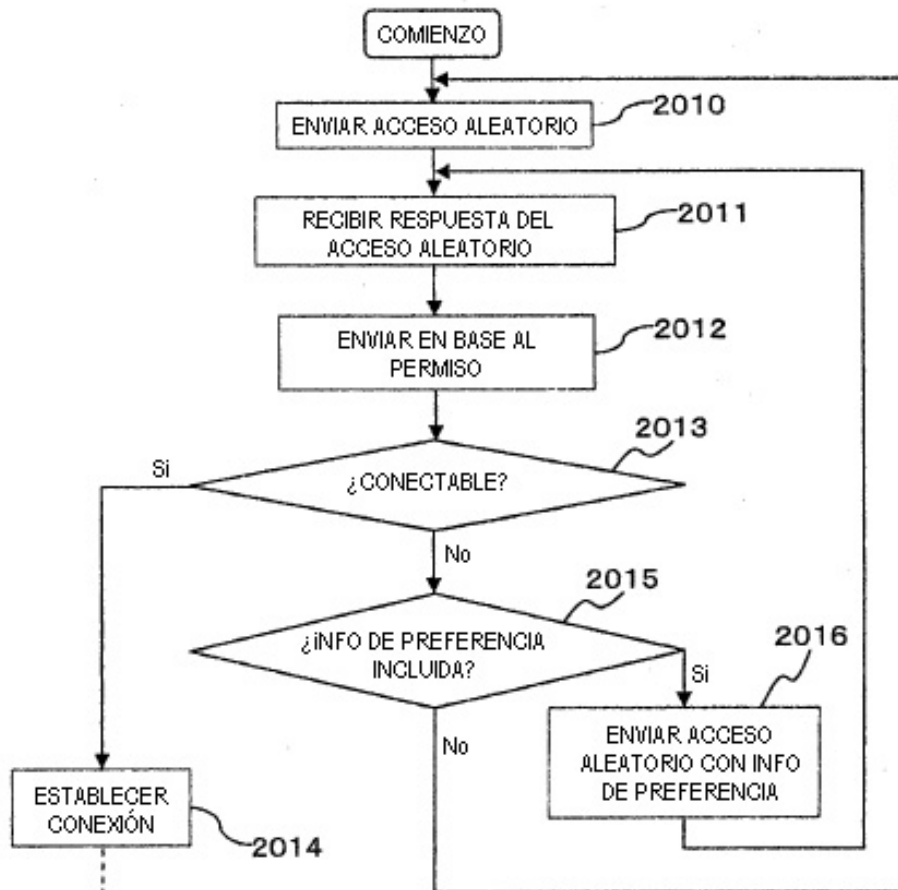 COMIENZO
ENVIAR ACCESO ALEATORIO
2010
RECIBIR RESPUESTA DEL
ACCESO ALEATORIO
2011
ENVIAR EN BASE AL
PERMISO
2012
2013
Si
¿CONECTABLE?
No
2015
¿iNFO DE PREFERENCIA
INCLUIDA?
2016
Si
No
ENVIAR ACCESO
ALEATORIO CON INFO
DE PREFERENCIA
ESTABLECER
CONEXIÓN
2014